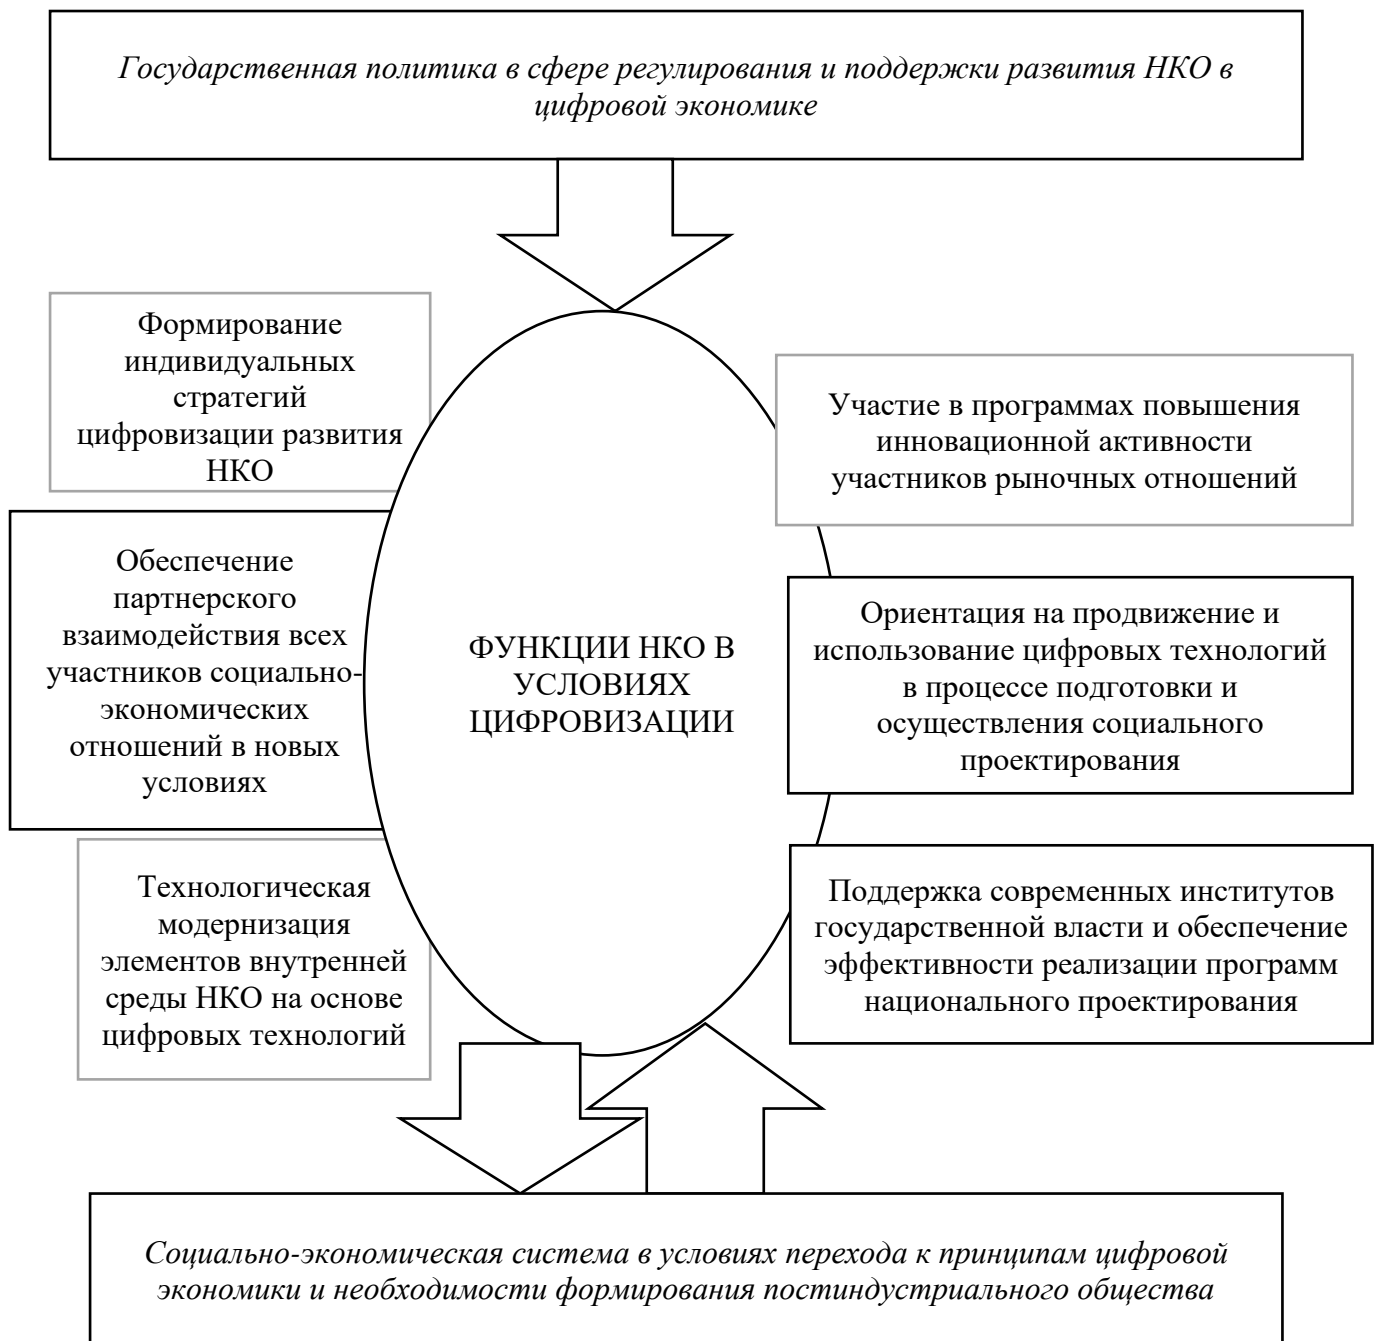 Государственная политика в сфере регулирования и поддержки развития НКО в
цифровой экономике
Формирование
индивидуальных
стратегий
цифровизации развития
НКО
Обеспечение
партнерского
взаимодействия всех
участников социально-
экономических
отношений в новых
условиях
Технологическая
модернизация
элементов внутренней
среды НКО на основе
цифровых технологий
ФУНКЦИИ НКО В
УСЛОВИЯХ
ЦИФРОВИЗАЦИИ
Участие в программах повышения
инновационной активности
участников рыночных отношений
Ориентация на продвижение и
использование цифровых технологий
в процессе подготовки и
осуществления социального
проектирования
Поддержка современных институтов
государственной власти и обеспечение
эффективности реализации программ
национального проектирования
Социально-экономическая система в условиях перехода к принципам цифровой
экономики и необходимости формирования постиндустриального общества